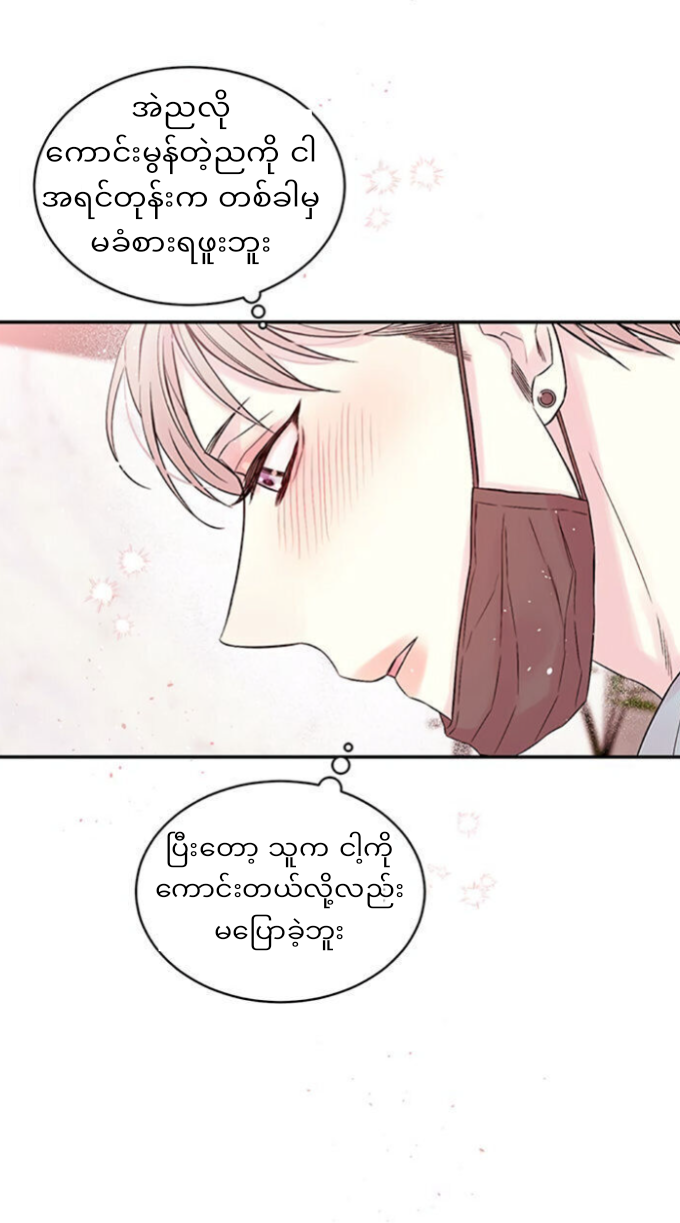 အဲညလို
ကောင်းမွန်တဲ့ညကို ငါ
အရင်တုန်းက တစ်ခါမှ
မခံစားရဖူးဘူး
ပြီးတော့ သူက ငါ့ကို
ကောင်းတယ်လို့လည်း
မပြောခဲ့ဘူး